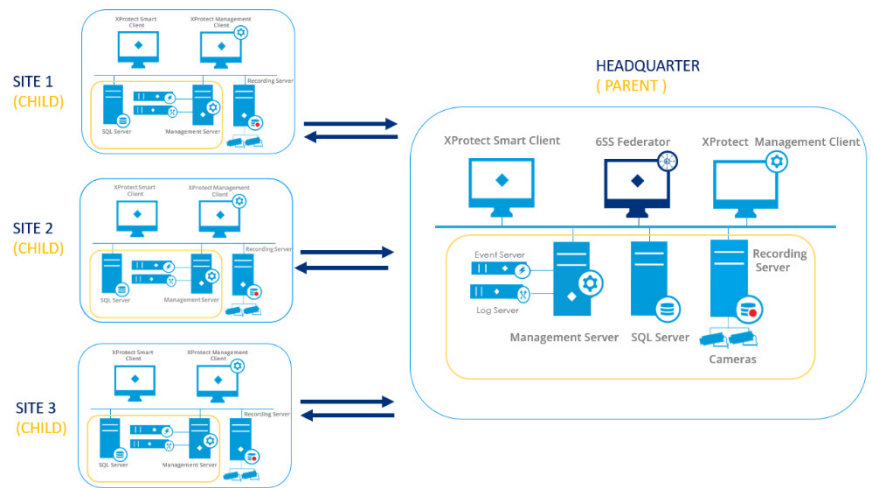 XProtect Smart
Client
XProtect Management
Client
SITE 1
(CHILD)
Recording Server
SQL Server
Management Server
XProtect Smart
Client
XProtect Management
Client
SITE 2
(CHILD)
Recording Server
SQL Server
Management Server
XProtect Smart
Client
XProtect Management
Client
SITE 3
(CHILD)
Recording Server
SQL Server
Management Server
HEADQUARTER
( PARENT )
XProtect Smart Client
6SS Federator
XProtect Management Client
Event Server
Log Server
Recording
Server
Management Server
SQL Server
Cameras